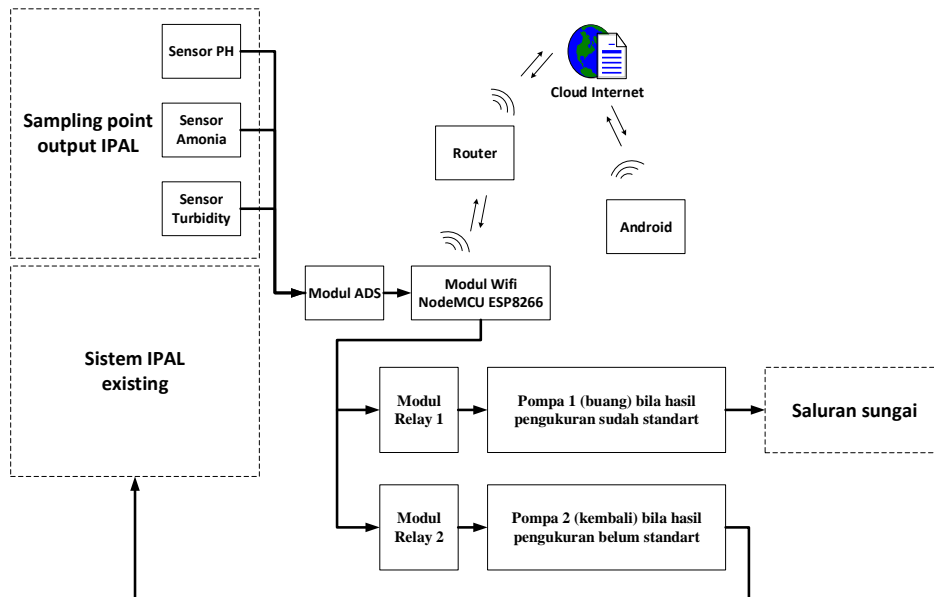 Sensor PH
Sampling point
output IPAL
Sensor
Amonia
Sensor
Turbidity
Cloud Internet
Router
Android
Modul ADS
Modul Wifi
NodeMCU ESP8266
Sistem IPAL
existing
Modul
Relay 1
Pompa 1 (buang) bila hasil
pengukuran sudah standart
Saluran sungai
Modul
Relay 2
Pompa 2 (kembali) bila hasil
pengukuran belum standart